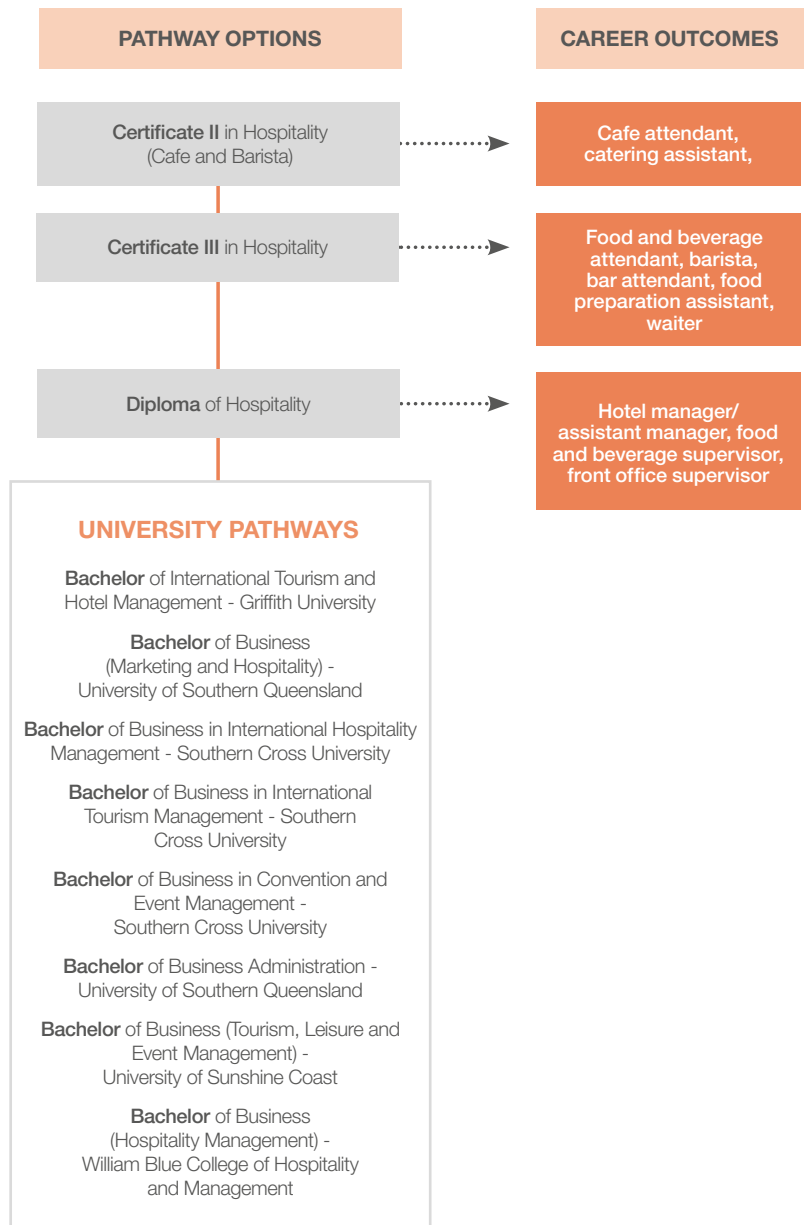 PATHWAY OPTIONS
CAREER OUTCOMES
Certificate II in Hospitality
(Cafe and Barista)
Cafe attendant,
catering assistant,
Certificate III in Hospitality
Food and beverage
attendant, barista,
bar attendant, food
preparation assistant,
waiter
Diploma of Hospitality
Hotel manager/
assistant manager, food
and beverage supervisor,
front office supervisor
UNIVERSITY PATHWAYS
Bachelor of International Tourism and
Hotel Management - Griffith University
Bachelor of Business
(Marketing and Hospitality) -
University of Southern Queensland
Bachelor of Business in International Hospitality
Management - Southern Cross University
Bachelor of Business in International
Tourism Management - Southern
Cross University
Bachelor of Business in Convention and
Event Management -
Southern Cross University
Bachelor of Business Administration -
University of Southern Queensland
Bachelor of Business (Tourism, Leisure and
Event Management) -
University of Sunshine Coast
Bachelor of Business
(Hospitality Management) -
William Blue College of Hospitality
and Management